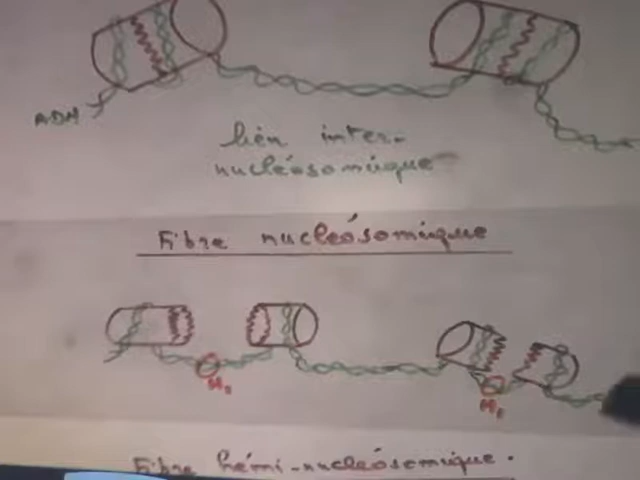 ADN
lien inter-
nucléosomique
Fibre nucléosomique
H1
H1
Fibre hémi-nucléosomique.